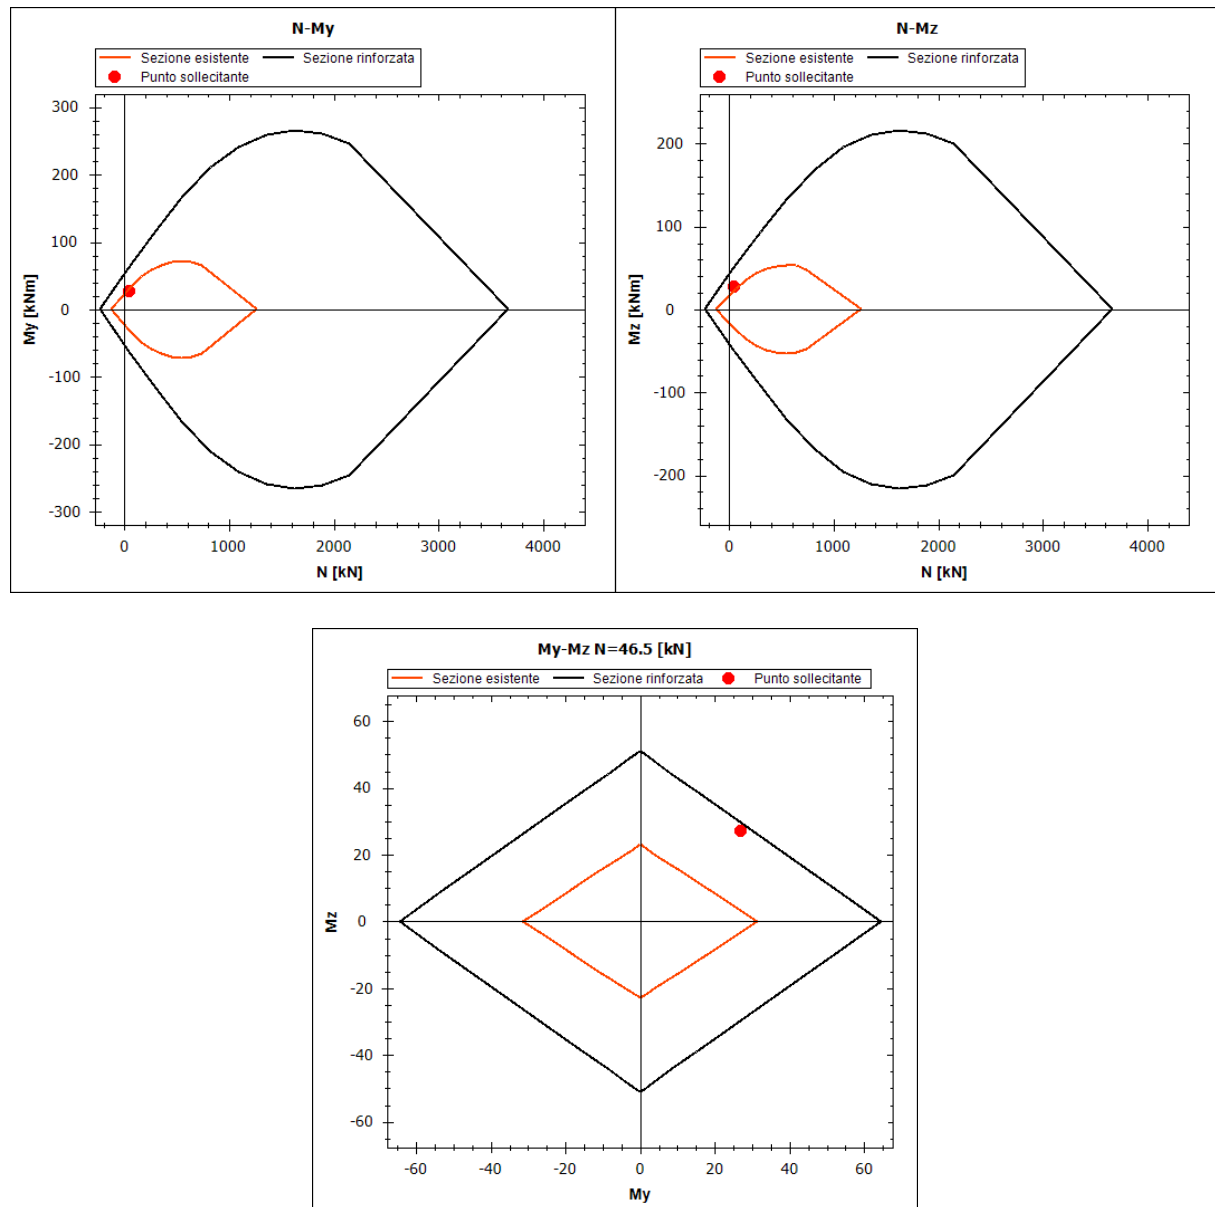 N-My
Sezione esistente Sezione rinforzata
Punto sollecitante
300
200
100
0
-100
-200
-300
My [kNm]
0 1000 2000 3000 4000
N [kN]
N-Mz
Sezione esistente Sezione rinforzata
Punto sollecitante
200
100
0
-100
-200
Mz [kNm]
0 1000 2000 3000 4000
N [kN]
My-Mz N=46.5 [kN]
Sezione esistente Sezione rinforzata Punto sollecitante
60
40
20
0
-20
-40
-60
Mz
-60 -40 -20 0 20 40 60
My